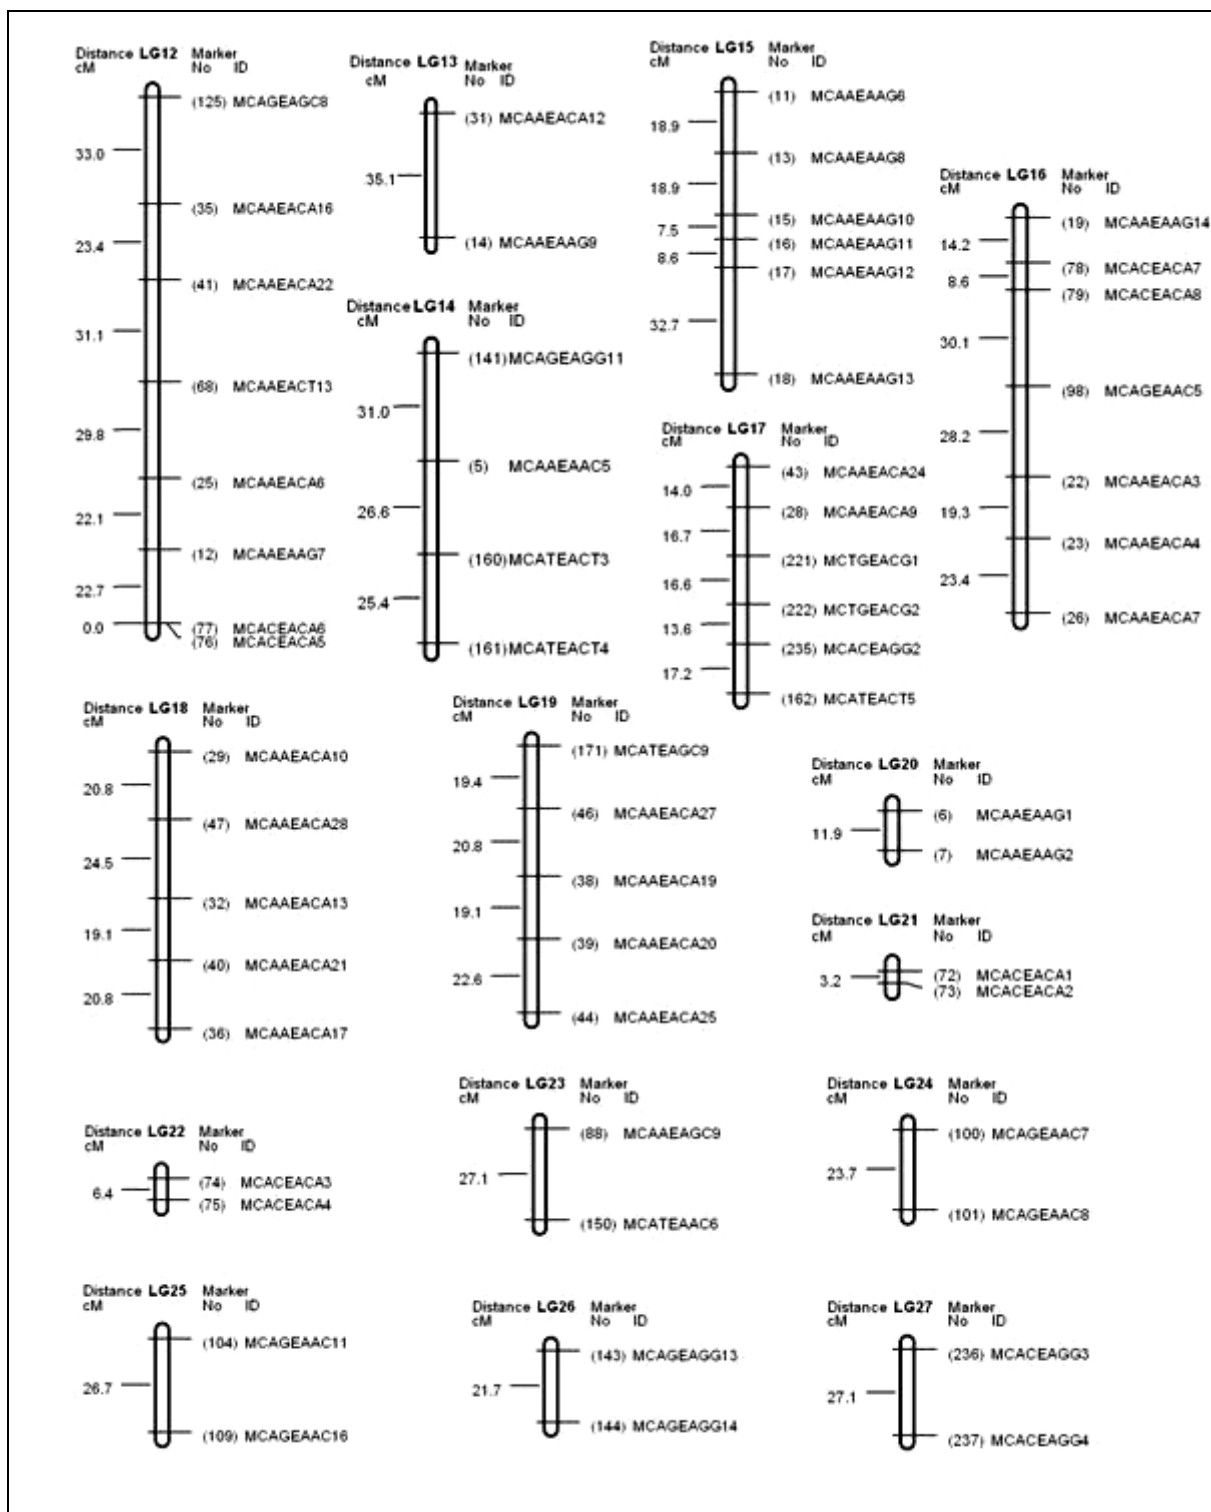 Distance LG12 Marker
cM No ID
(125) MCAGEAGC8
33.0
(35) MCAAEACA16
23.4
(41) MCAAEACA22
31.1
(68) MCAAEACT13
29.8
(25) MCAAEACA6
22.1
(12) MCAAEAAG7
22.7
0.0
(77) MCACEACA6
(76) MCACEACA5
Distance LG13 Marker
cM No ID
(31) MCAAEACA12
35.1
(14) MCAAEAAG9
Distance LG14 Marker
cM No ID
(141) MCAGEAGG11
31.0
(5) MCAAEAAC5
26.6
(160) MCATEACT3
25.4
(161) MCATEACT4
Distance LG15 Marker
cM No ID
(11) MCAAEAAG6
18.9
(13) MCAAEAAG8
18.9
(15) MCAAEAAG10
7.5
(16) MCAAEAAG11
8.6
(17) MCAAEAAG12
32.7
(18) MCAAEAAG13
Distance LG16 Marker
cM No ID
(19) MCAAEAAG14
14.2
(78) MCACEACA7
8.6
(79) MCACEACA8
30.1
(98) MCAGEAAC5
28.2
(22) MCAAEACA3
19.3
(23) MCAAEACA4
23.4
(26) MCAAEACA7
Distance LG17 Marker
cM No ID
(43) MCAAEACA24
14.0
(28) MCAAEACA9
16.7
(221) MCTGEACG1
16.6
(222) MCTGEACG2
13.6
(235) MCACEAGG2
17.2
(162) MCATEACT5
Distance LG18 Marker
cM No ID
(29) MCAAEACA10
20.8
(47) MCAAEACA28
24.5
(32) MCAAEACA13
19.1
(40) MCAAEACA21
20.8
(36) MCAAEACA17
Distance LG19 Marker
cM No ID
(171) MCATEAGC9
19.4
(46) MCAAEACA27
20.8
(38) MCAAEACA19
19.1
(39) MCAAEACA20
22.6
(44) MCAAEACA25
Distance LG20 Marker
cM No ID
(6) MCAAEAAG1
11.9
(7) MCAAEAAG2
Distance LG21 Marker
cM No ID
(72) MCACEACA1
3.2
(73) MCACEACA2
Distance LG22 Marker
cM No ID
(74) MCACEACA3
6.4
(75) MCACEACA4
Distance LG23 Marker
cM No ID
(88) MCAAEAGC9
27.1
(150) MCATEAAC6
Distance LG24 Marker
cM No ID
(100) MCAGEAAC7
23.7
(101) MCAGEAAC8
Distance LG25 Marker
cM No ID
(104) MCAGEAAC11
26.7
(109) MCAGEAAC16
Distance LG26 Marker
cM No ID
(143) MCAGEAGG13
21.7
(144) MCAGEAGG14
Distance LG27 Marker
cM No ID
(236) MCACEAGG3
27.1
(237) MCACEAGG4